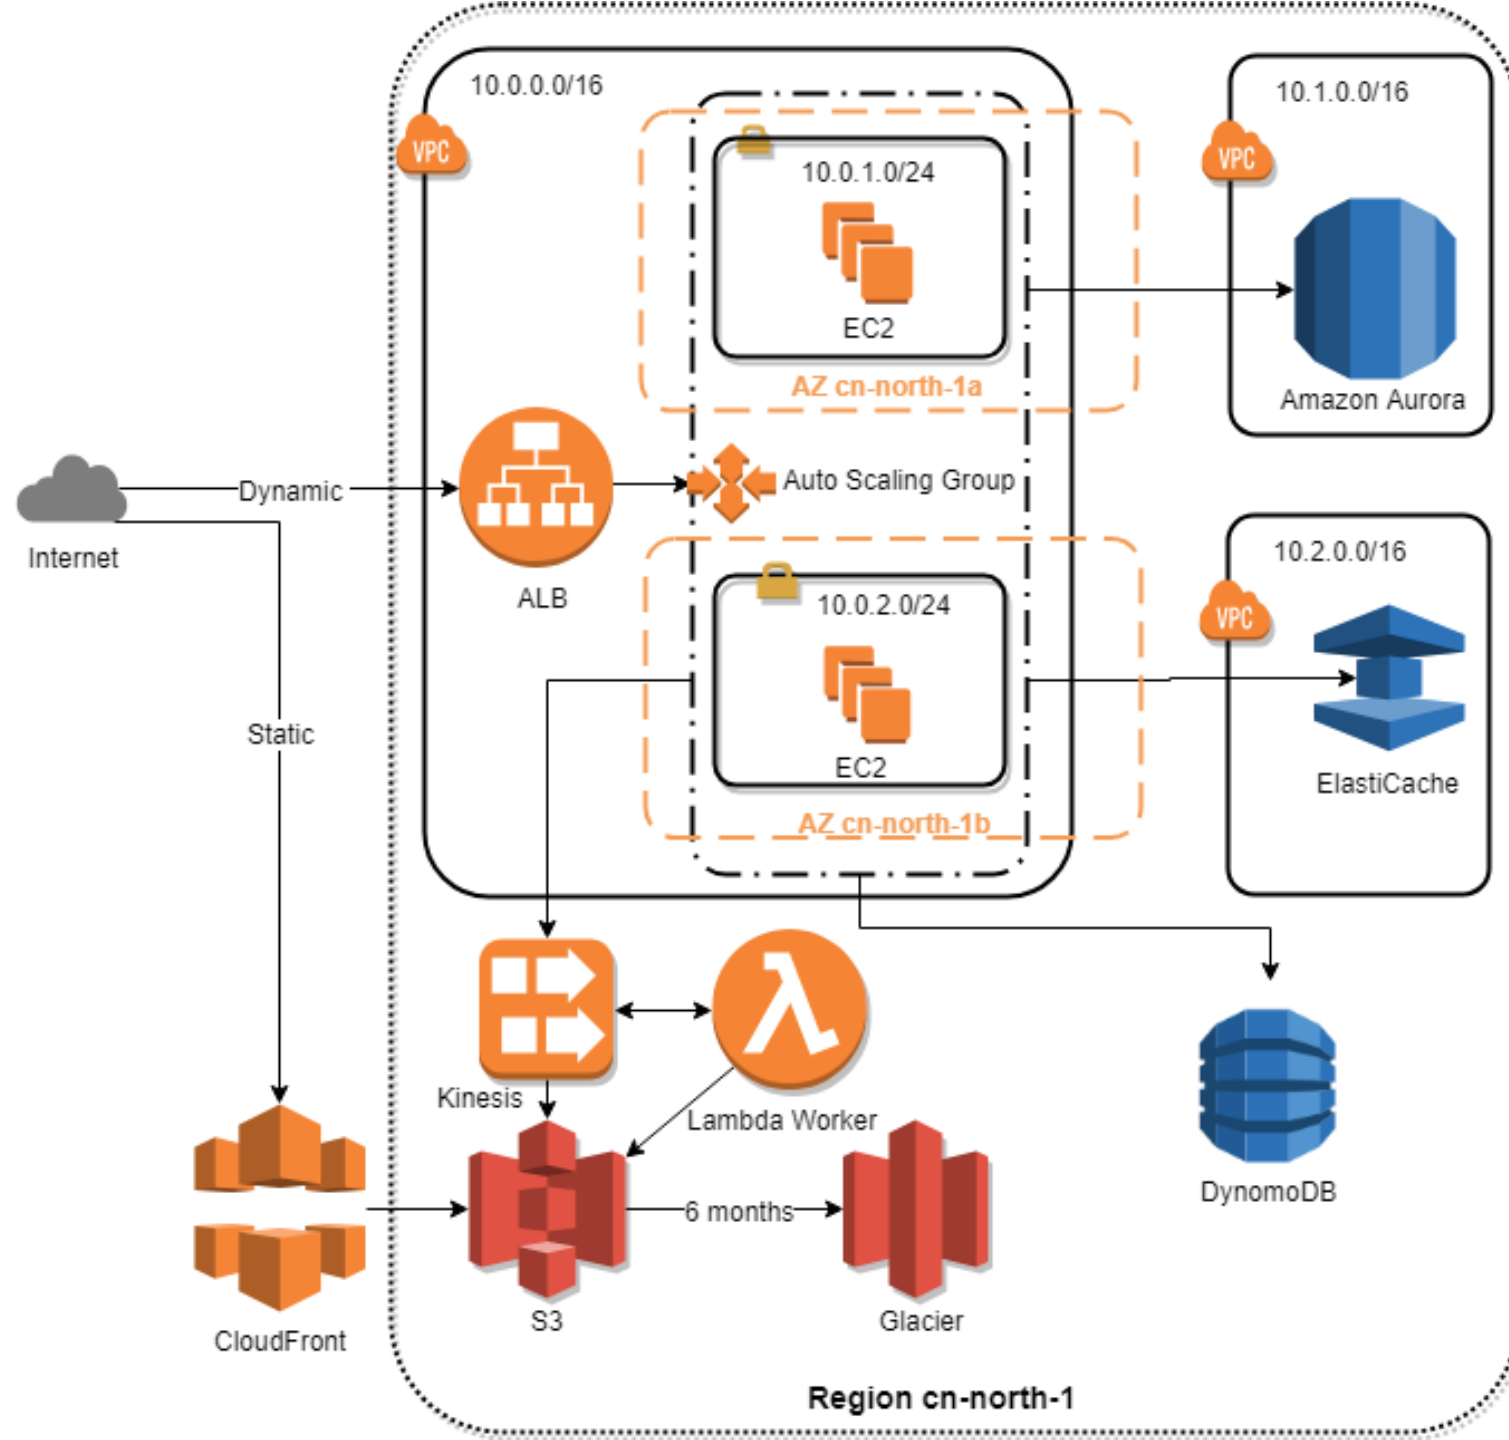 10.0.0.0/16
VPC
10.0.1.0/24
EC2
AZ cn-north-1a
10.1.0.0/16
VPC
Amazon Aurora
Internet
Dynamic
ALB
Auto Scaling Group
10.0.2.0/24
EC2
AZ cn-north-1b
10.2.0.0/16
VPC
ElastiCache
Static
Kinesis
Lambda Worker
DynomoDB
CloudFront
S3
6 months
Glacier
Region cn-north-1